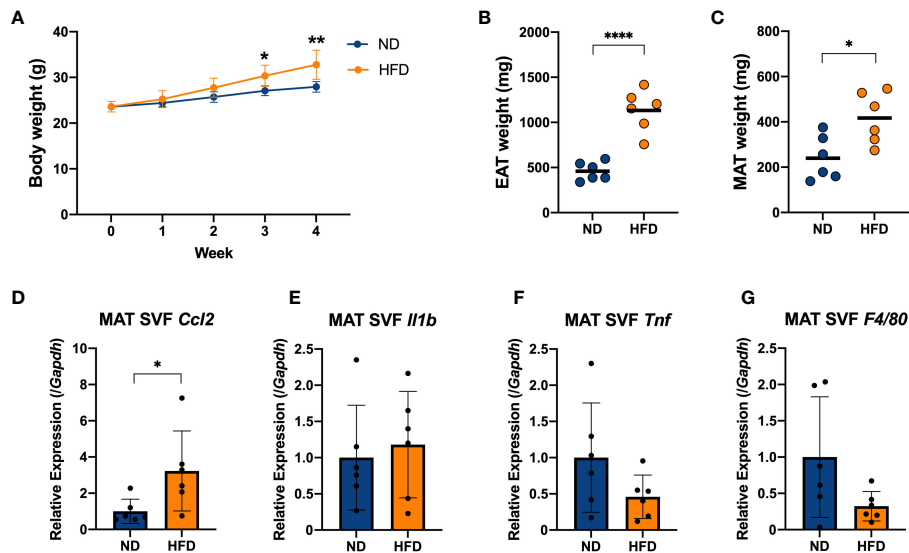 A
Body weight (g)
40
30
20
10
0
0 1 2 3 4
Week
* **
ND
HFD
B
EAT weight (mg)
2000
1500
1000
500
0
****
ND HFD
C
MAT weight (mg)
800
600
400
200
0
*
ND HFD
D
MAT SVF Ccl2
Relative Expression (/Gapdh)
10
8
6
4
2
0
*
ND HFD
E
MAT SVF Il1b
Relative Expression (/Gapdh)
2.5
2.0
1.5
1.0
0.5
0.0
ND HFD
F
MAT SVF Tnf
Relative Expression (/Gapdh)
2.5
2.0
1.5
1.0
0.5
0.0
ND HFD
G
MAT SVF F4/80
Relative Expression (/Gapdh)
2.5
2.0
1.5
1.0
0.5
0.0
ND HFD